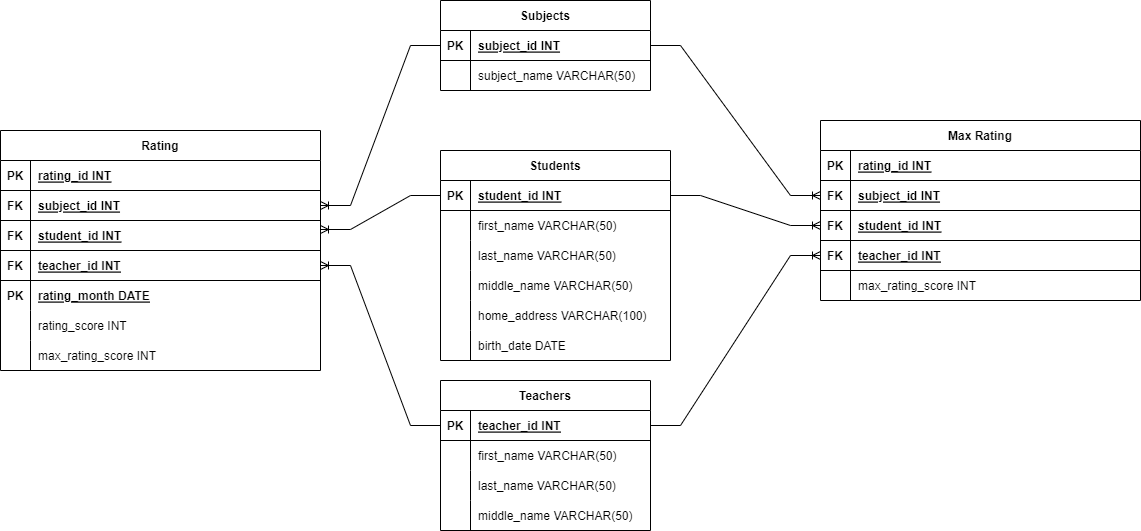 Subjects
PK subject_id INT
subject_name VARCHAR(50)
Rating
PK rating_id INT
FK subject_id INT
FK student_id INT
FK teacher_id INT
PK rating_month DATE
rating_score INT
max_rating_score INT
Students
PK student_id INT
first_name VARCHAR(50)
last_name VARCHAR(50)
middle_name VARCHAR(50)
home_address VARCHAR(100)
birth_date DATE
Teachers
PK teacher_id INT
first_name VARCHAR(50)
last_name VARCHAR(50)
middle_name VARCHAR(50)
Max Rating
PK rating_id INT
FK subject_id INT
FK student_id INT
FK teacher_id INT
max_rating_score INT